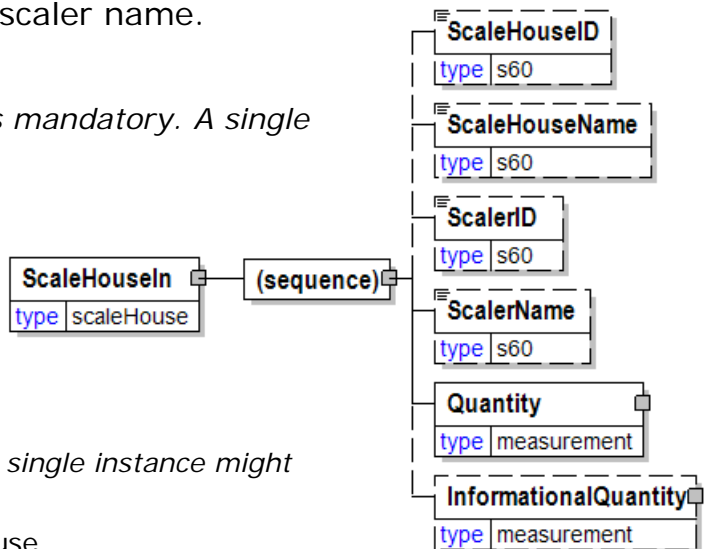 scaler name.
s mandatory. A single
single instance might
use
ScaleHouseIn
type scaleHouse
(sequence)
ScaleHouseID
type s60
ScaleHouseName
type s60
ScalerID
type s60
ScalerName
type s60
Quantity
type measurement
InformationalQuantity
type measurement